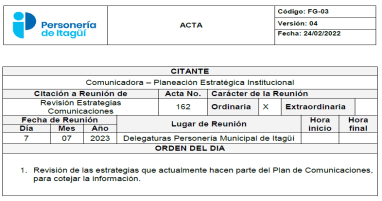 Personería
de Itagüí
ACTA
Código: FG-03
Versión: 04
Fecha: 24/02/2022
CITANTE
Comunicadora – Planeación Estratégica Institucional
Citación a Reunión de Acta No. Carácter de la Reunión
Revisión Estrategias
Comunicaciones 162 Ordinaria X Extraordinaria
Fecha de Reunión Lugar de Reunión Hora inicio Hora final
Día Mes Año
7 07 2023 Delegaturas Personería Municipal de Itagüí
ORDEN DEL DIA
1. Revisión de las estrategias que actualmente hacen parte del Plan de Comunicaciones,
para cotejar la información.